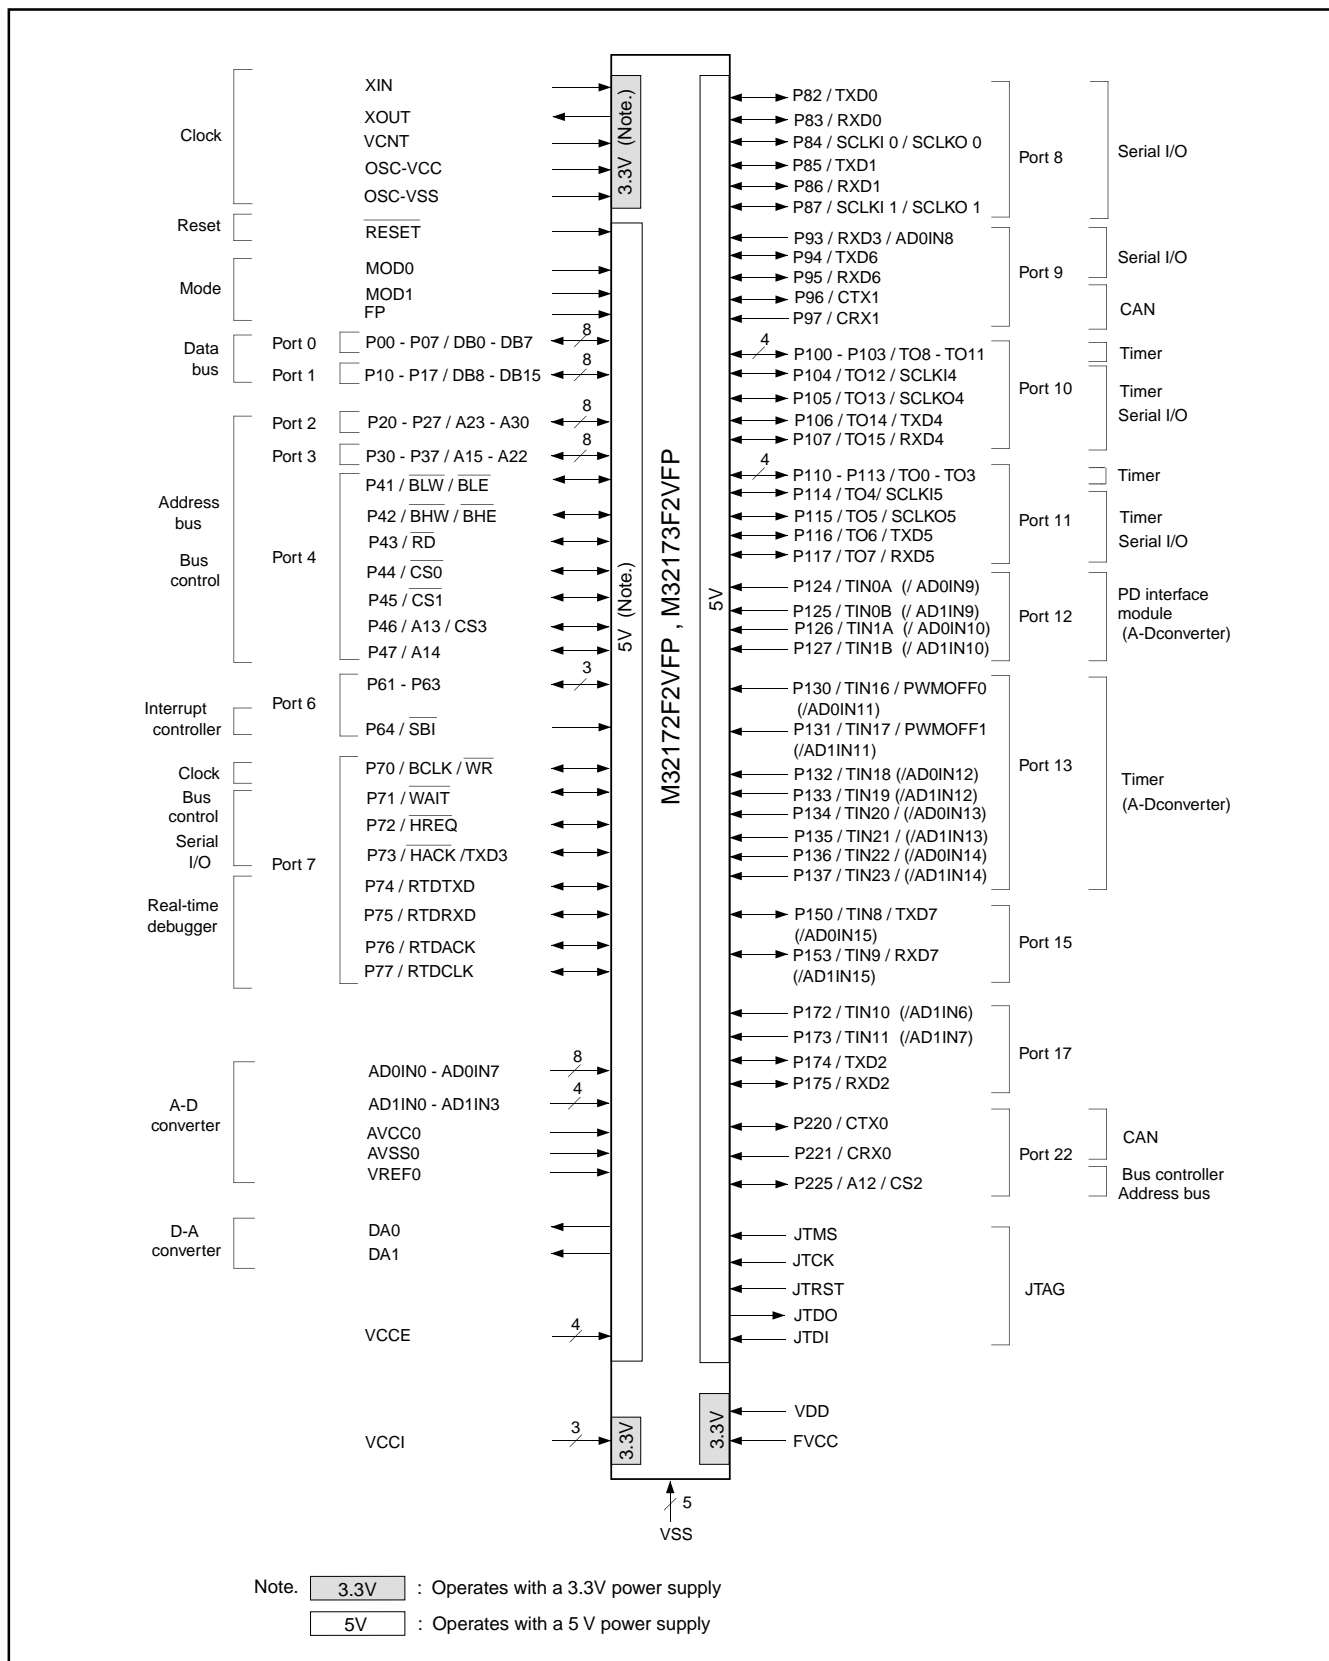 Clock
XIN
XOUT
VCNT
OSC-VCC
OSC-VSS
Reset
RESET
Mode
MOD0
MOD1
FP
Data
bus
Port 0
P00 - P07 / DB0 - DB7
8
Port 1
P10 - P17 / DB8 - DB15
8
Address
bus
Bus
control
Port 2
P20 - P27 / A23 - A30
8
Port 3
P30 - P37 / A15 - A22
8
Port 4
P41 / BLW / BLE
P42 / BHW / BHE
P43 / RD
P44 / CS0
P45 / CS1
P46 / A13 / CS3
P47 / A14
Port 6
P61 - P63
3
Interrupt
controller
P64 / SBI
Clock
Bus
control
Serial
I/O
Real-time
debugger
Port 7
P70 / BCLK / WR
P71 / WAIT
P72 / HREQ
P73 / HACK /TXD3
P74 / RTDTXD
P75 / RTDRXD
P76 / RTDACK
P77 / RTDCLK
A-D
converter
AD0IN0 - AD0IN7
8
AD1IN0 - AD1IN3
4
AVCC0
AVSS0
VREF0
D-A
converter
DA0
DA1
VCCE
4
VCCI
3
3.3V (Note.)
5V (Note.)
3.3V
M32172F2VFP , M32173F2VFP
5V
3.3V
P82 / TXD0
P83 / RXD0
P84 / SCLKI 0 / SCLKO 0
P85 / TXD1
P86 / RXD1
P87 / SCLKI 1 / SCLKO 1
Port 8
Serial I/O
P93 / RXD3 / AD0IN8
P94 / TXD6
P95 / RXD6
P96 / CTX1
P97 / CRX1
Port 9
Serial I/O
CAN
4
P100 - P103 / TO8 - TO11
P104 / TO12 / SCLKI4
P105 / TO13 / SCLKO4
P106 / TO14 / TXD4
P107 / TO15 / RXD4
Port 10
Timer
Timer
Serial I/O
4
P110 - P113 / TO0 - TO3
P114 / TO4/ SCLKI5
P115 / TO5 / SCLKO5
P116 / TO6 / TXD5
P117 / TO7 / RXD5
Port 11
Timer
Timer
Serial I/O
P124 / TIN0A (/ AD0IN9)
P125 / TIN0B (/ AD1IN9)
P126 / TIN1A (/ AD0IN10)
P127 / TIN1B (/ AD1IN10)
Port 12
PD interface
module
(A-Dconverter)
P130 / TIN16 / PWMOFF0
(/AD0IN11)
P131 / TIN17 / PWMOFF1
(/AD1IN11)
P132 / TIN18 (/AD0IN12)
P133 / TIN19 (/AD1IN12)
P134 / TIN20 / (/AD0IN13)
P135 / TIN21 / (/AD1IN13)
P136 / TIN22 / (/AD0IN14)
P137 / TIN23 / (/AD1IN14)
Port 13
Timer
(A-Dconverter)
P150 / TIN8 / TXD7
(/AD0IN15)
P153 / TIN9 / RXD7
(/AD1IN15)
Port 15
P172 / TIN10 (/AD1IN6)
P173 / TIN11 (/AD1IN7)
P174 / TXD2
P175 / RXD2
Port 17
P220 / CTX0
P221 / CRX0
P225 / A12 / CS2
Port 22
CAN
Bus controller
Address bus
JTMS
JTCK
JTRST
JTDO
JTDI
JTAG
VDD
FVCC
5
VSS
Note. 3.3V : Operates with a 3.3V power supply
5V : Operates with a 5 V power supply